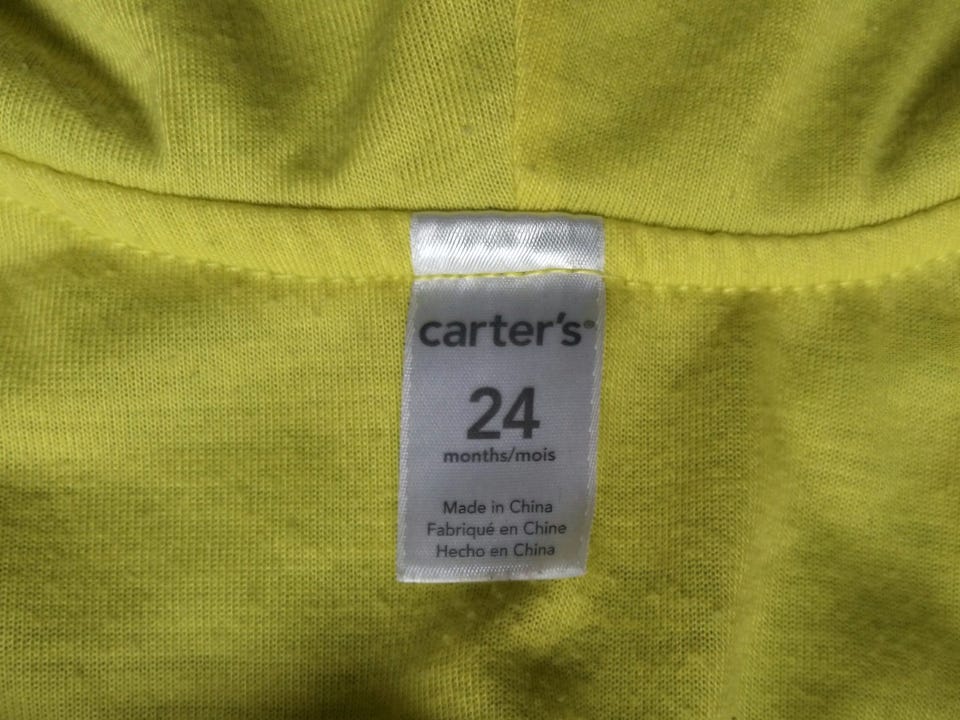 carter's®
24
months/mois
Made in China
Fabriqué en Chine
Hecho en China